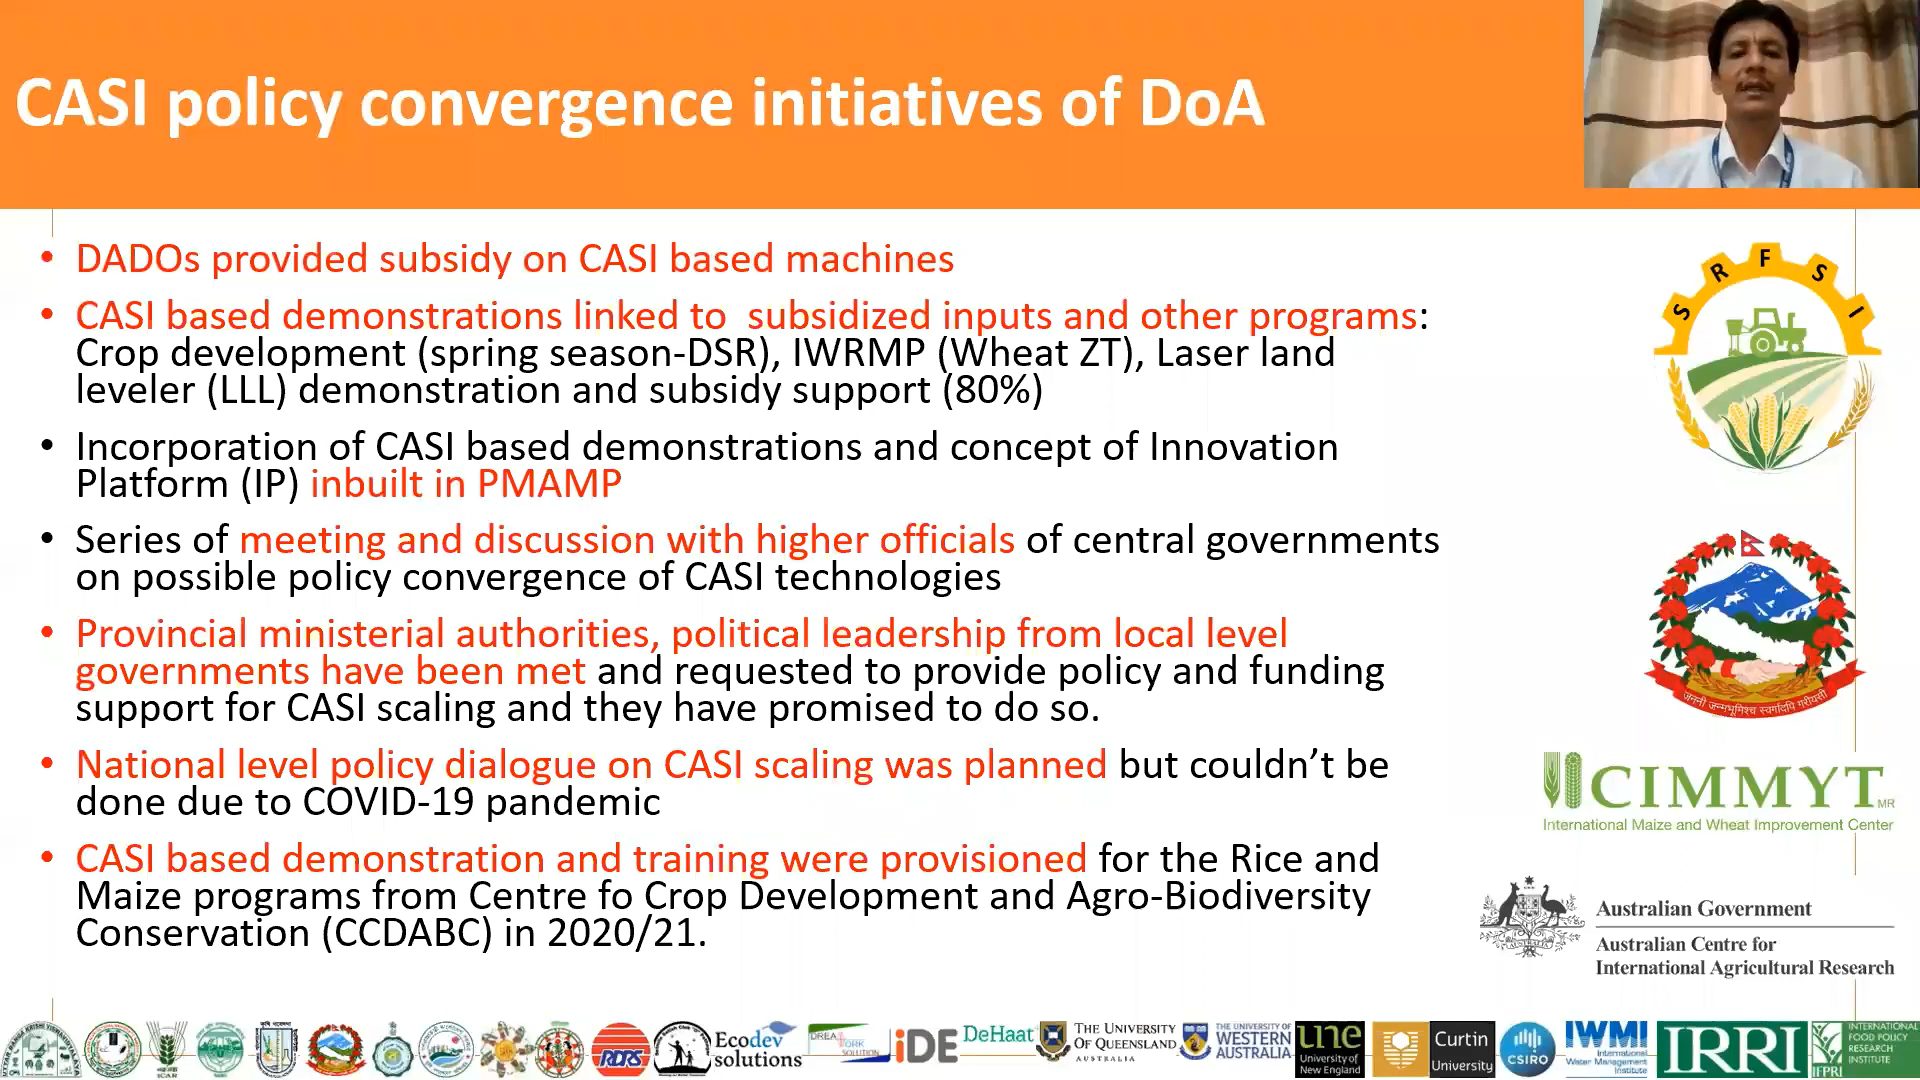 CASI policy convergence initiatives of DoA
• DADOs provided subsidy on CASI based machines
• CASI based demonstrations linked to subsidized inputs and other programs:
Crop development (spring season-DSR), IWRMP (Wheat ZT), Laser land
leveler (LLL) demonstration and subsidy support (80%)
• Incorporation of CASI based demonstrations and concept of Innovation
Platform (IP) inbuilt in PMAMP
• Series of meeting and discussion with higher officials of central governments
on possible policy convergence of CASI technologies
• Provincial ministerial authorities, political leadership from local level
governments have been met and requested to provide policy and funding
support for CASI scaling and they have promised to do so.
• National level policy dialogue on CASI scaling was planned but couldn’t be
done due to COVID-19 pandemic
• CASI based demonstration and training were provisioned for the Rice and
Maize programs from Centre fo Crop Development and Agro-Biodiversity
Conservation (CCDABC) in 2020/21.
S R F S I
जननी जन्मभूमिश्च स्वर्गादपि गरीयसी
CIMMYT MR
International Maize and Wheat Improvement Center
Australian Government
Australian Centre for
International Agricultural Research
ICAR
RDRS
Ecodev
solutions
iDE
DeHaat
THE UNIVERSITY
OF QUEENSLAND
AUSTRALIA
THE UNIVERSITY OF
WESTERN
AUSTRALIA
une
University of
New England
Curtin
University
CSIRO
IWMI
International
Water Management
Institute
IRRI
IFPRI
INTERNATIONAL
FOOD POLICY
RESEARCH
INSTITUTE